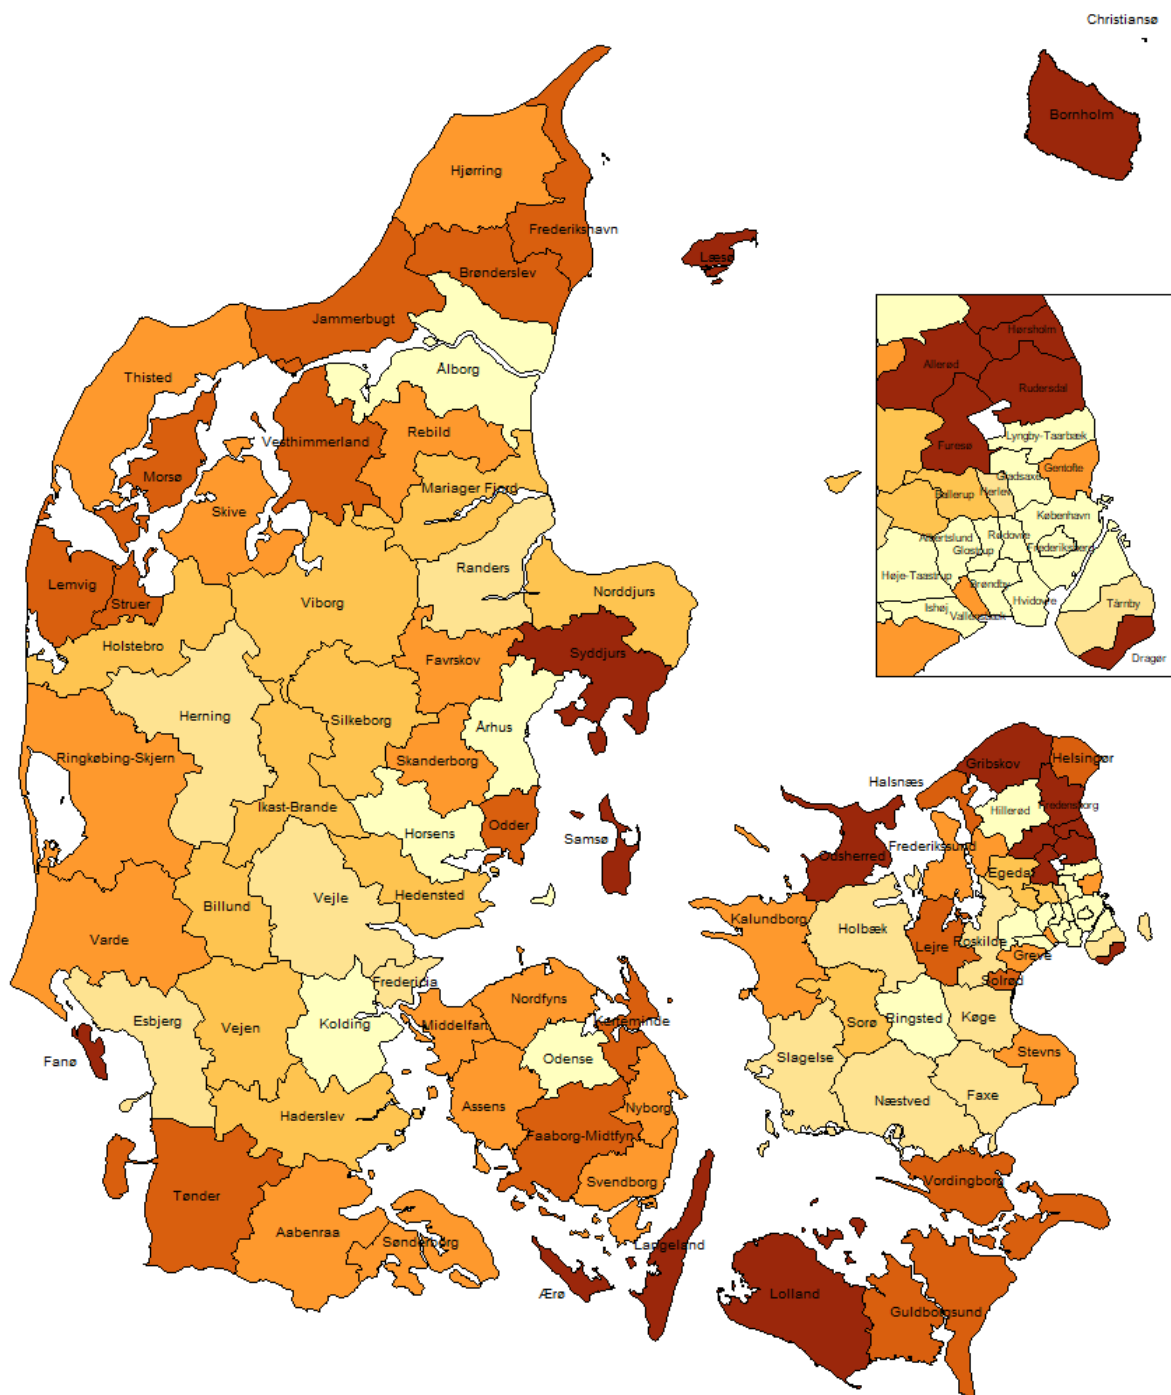 Christiansø
Bornholm
Hjørring
Frederikshavn
Læsø
Brønderslev
Jammerbugt
Ålborg
Thisted
Vesthimmerland
Rebild
Morsø
Mariager Fjord
Skive
Randers
Lemvig
Struer
Viborg
Norddjurs
Holstebro
Favrskov
Syddjurs
Herning
Silkeborg
Århus
Ringkøbing-Skjern
Skanderborg
Ikast-Brande
Horsens
Odder
Samsø
Hedensted
Billund
Vejle
Varde
Fredericia
Esbjerg
Vejen
Kolding
Fanø
Haderslev
Tønder
Aabenraa
Sønderborg
Nordfyns
Middelfart
Kerteminde
Odense
Assens
Nyborg
Faaborg-Midtfyn
Svendborg
Langeland
Ærø
Hørsholm
Allerød
Rudersdal
Furesø
Lyngby-Taarbæk
Gentofte
Gladsaxe
Ballerup
Herlev
København
Albertslund
Rødovre
Glostrup
Frederiksberg
Høje-Taastrup
Brøndby
Hvidovre
Ishøj
Vallensbæk
Tårnby
Dragør
Gribskov
Helsingør
Halsnæs
Hillerød
Fredensborg
Frederikssund
Odsherred
Egedal
Kalundborg
Holbæk
Lejre
Roskilde
Greve
Solrød
Sorø
Ringsted
Køge
Slagelse
Stevns
Næstved
Faxe
Vordingborg
Lolland
Guldborgsund